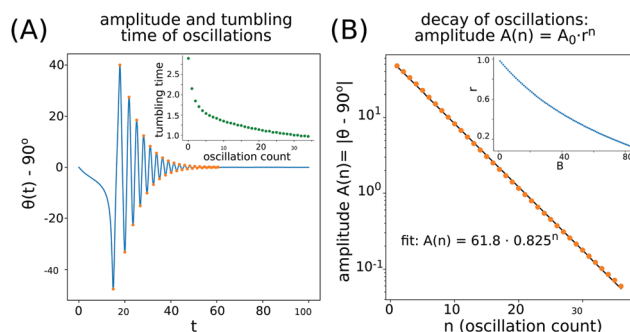 (A)
amplitude and tumbling
time of oscillations
θ(t) - 90°
40
20
0
-20
-40
0
20
40
60
80
100
t
tumbling time
2.5
2.0
1.5
1.0
0
10
20
30
oscillation count
(B)
decay of oscillations:
amplitude A(n) = A₀·rⁿ
amplitude A(n)= |θ - 90°|
10¹
10⁰
10⁻¹
0
10
20
30
n (oscillation count)
fit: A(n) = 61.8 · 0.825ⁿ
r
1.0
0.6
0.2
0
40
80
B